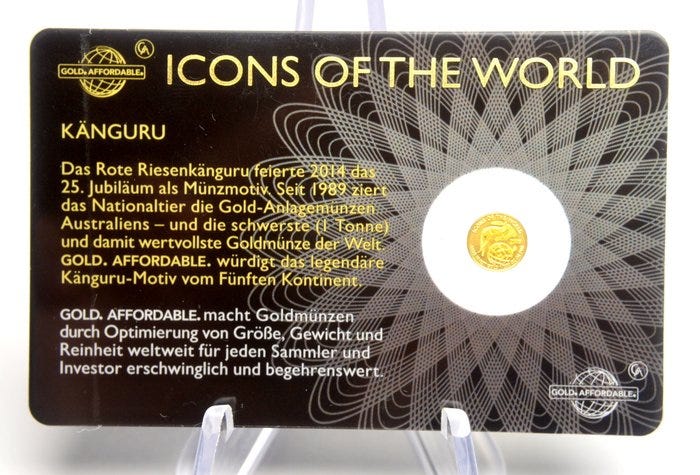 GOLD. AFFORDABLE.
CA
ICONS OF THE WORLD
KÄNGURU
Das Rote Riesenkänguru feierte 2014 das
25. Jubiläum als Münzmotiv. Seit 1989 ziert
das Nationaltier die Gold-Anlagemünzen
Australiens – und die schwerste (1 Tonne)
und damit wertvollste Goldmünze der Welt.
GOLD. AFFORDABLE. würdigt das legendäre
Känguru-Motiv vom Fünften Kontinent.
GOLD. AFFORDABLE. macht Goldmünzen
durch Optimierung von Größe, Gewicht und
Reinheit weltweit für jeden Sammler und
Investor erschwinglich und begehrenswert.
CA
GOLD. AFFORDABLE.